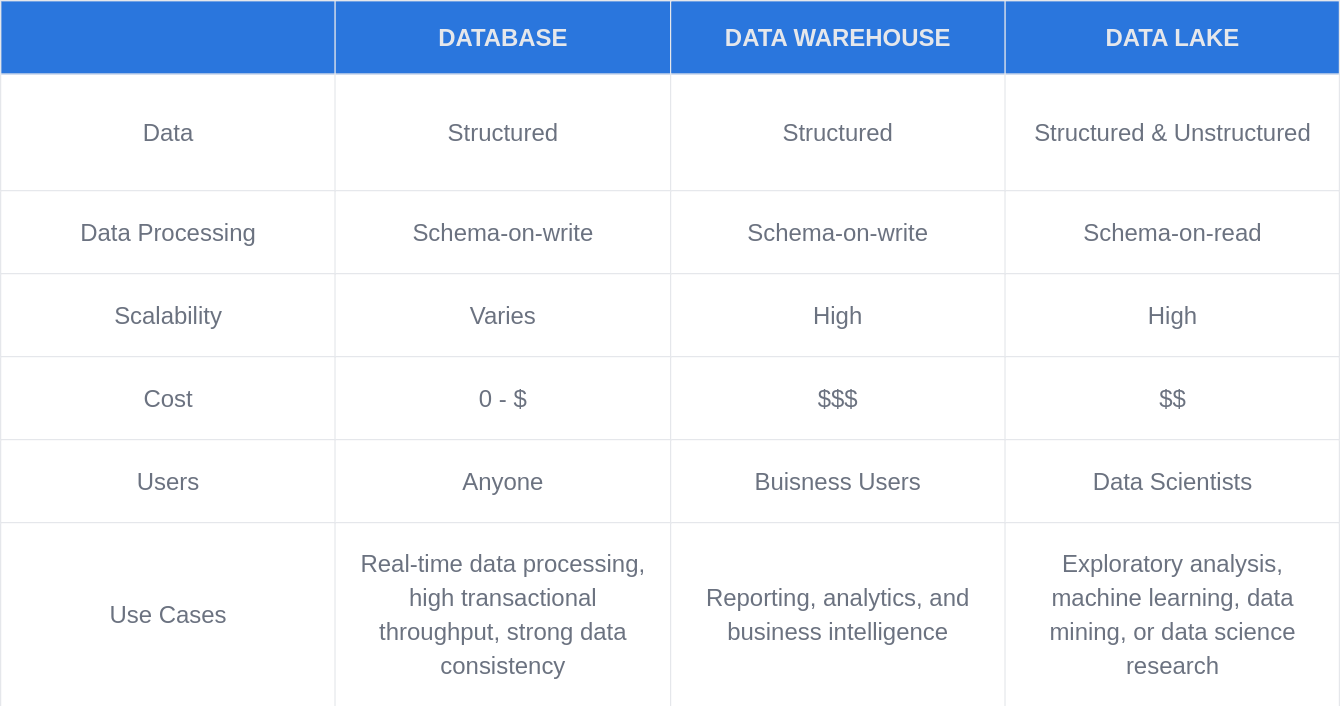 DATABASE DATA WAREHOUSE DATA LAKE
Data Structured Structured Structured & Unstructured
Data Processing Schema-on-write Schema-on-write Schema-on-read
Scalability Varies High High
Cost 0 - $ $$$ $$
Users Anyone Buisness Users Data Scientists
Use Cases
Real-time data processing,
high transactional
throughput, strong data
consistency
Reporting, analytics, and
business intelligence
Exploratory analysis,
machine learning, data
mining, or data science
research